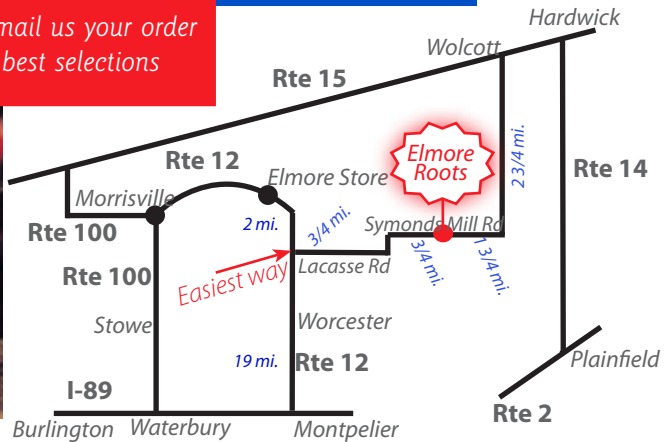 mail us your order
best selections
Hardwick
Wolcott
Rte 15
Elmore
Roots
2 3/4 mi.
Rte 14
Rte 12
Elmore Store
Morrisville
Rte 100
2 mi.
3/4 mi.
Symonds Mill Rd
3/4 mi.
1 3/4 mi.
Rte 100
Easiest way
Lacasse Rd
Stowe
Worcester
19 mi.
Rte 12
Plainfield
I-89
Rte 2
Burlington
Waterbury
Montpelier